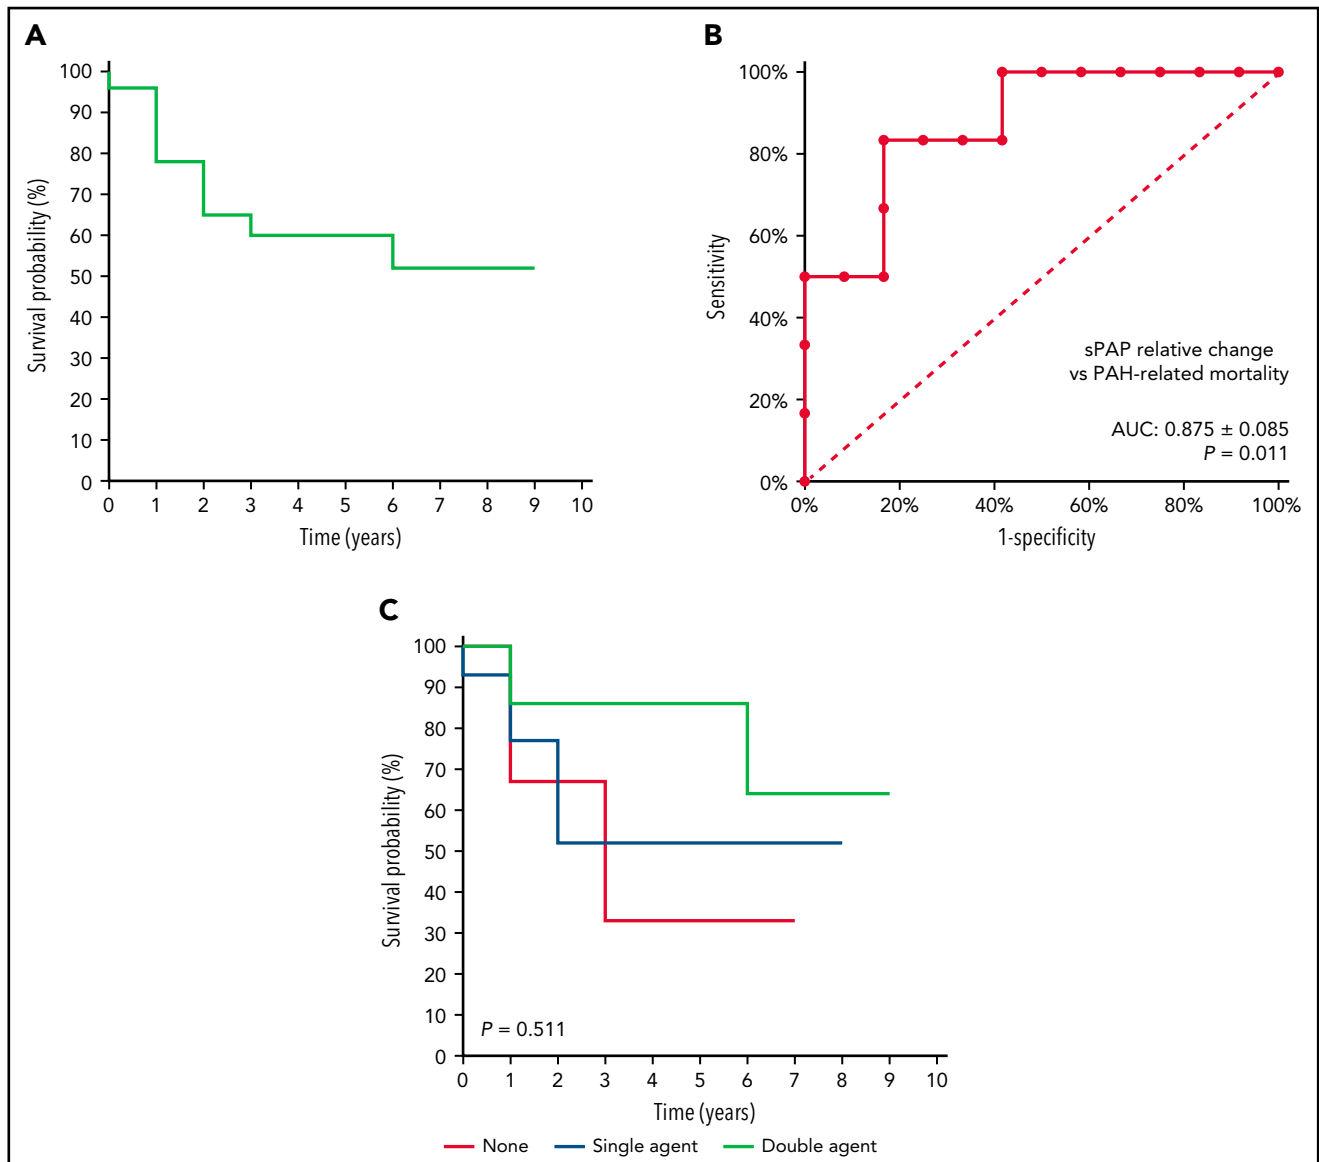 A
100
90
80
70
60
50
40
30
20
10
0
Survival probability (%)
0 1 2 3 4 5 6 7 8 9 10
Time (years)
B
100%
80%
60%
40%
20%
0%
Sensitivity
sPAP relative change
vs PAH-related mortality
AUC: 0.875 ± 0.085
P = 0.011
0% 20% 40% 60% 80% 100%
1-specificity
C
100
90
80
70
60
50
40
30
20
10
0
Survival probability (%)
P = 0.511
0 1 2 3 4 5 6 7 8 9 10
Time (years)
None Single agent Double agent